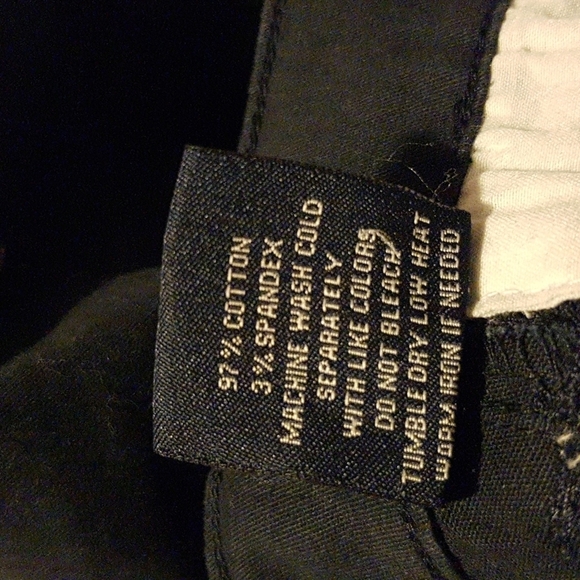 97% COTTON
3% SPANDEX
MACHINE WASH COLD
SEPARATELY
WITH LIKE COLORS
DO NOT BLEACH
TUMBLE DRY LOW HEAT
WARM IRON IF NEEDED